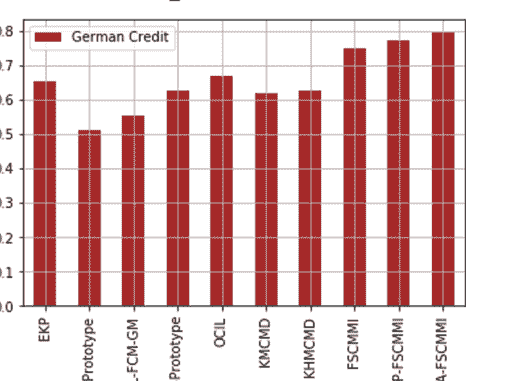 German Credit
0.8
0.7
0.6
0.5
0.4
0.3
0.2
0.1
0.0
EKP
Prototype
-FCM-GM
Prototype
OCIL
KMCMD
KHMCMD
FSCMMI
P-FSCMMI
A-FSCMMI